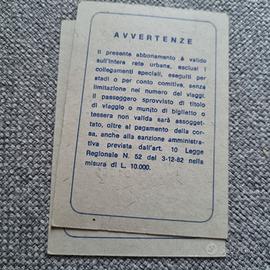 AVVERTENZE
Il presente abbonamento è valido
sull'intera rete urbana, esclusi i
collegamenti speciali, eseguiti per
stadi o per conto comitive, senza
limitazione nel numero dei viaggi.
Il passeggero sprovvisto di titolo
di viaggio o munito di biglietto o
tessera non valida sarà assogget-
tato, oltre al pagamento della cor-
sa, anche alla sanzione amministra-
tiva prevista dall'art. 10 Legge
Regionale N. 52 del 3-12-82 nella
misura di L. 10.000.